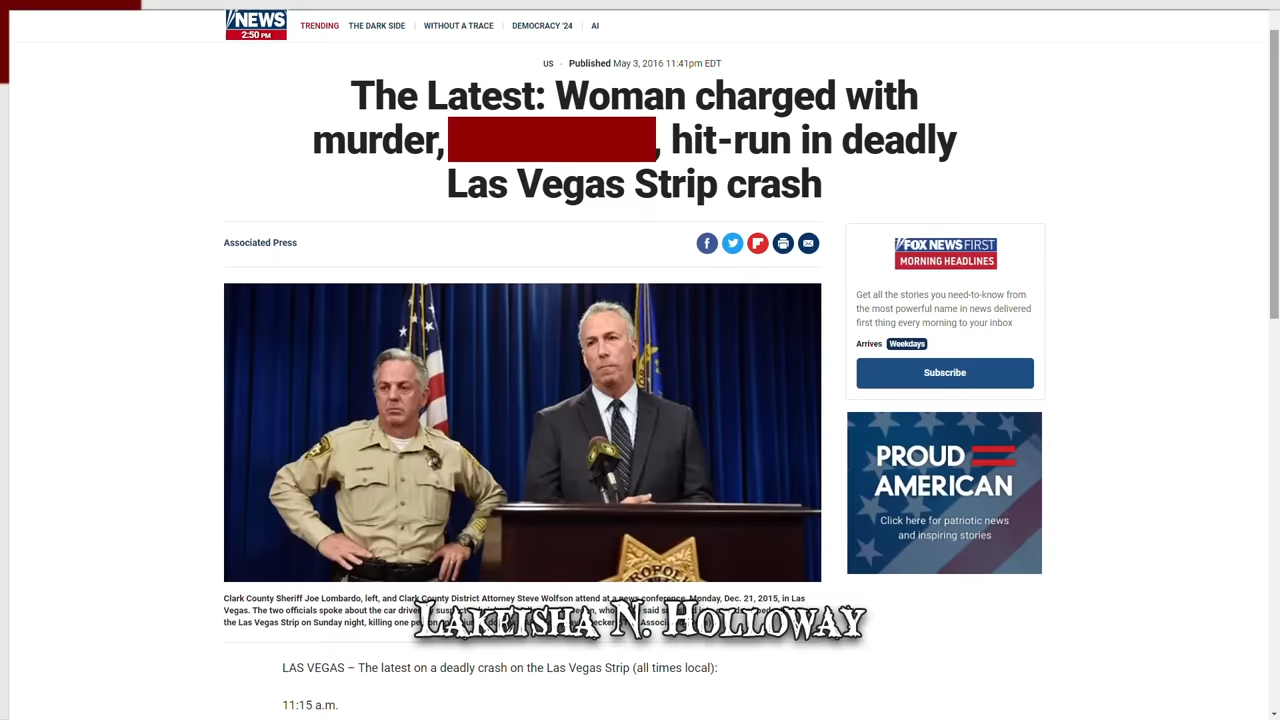 NEWS
2:50 PM
TRENDING THE DARK SIDE WITHOUT A TRACE DEMOCRACY '24 AI
US - Published May 3, 2016 11:41pm EDT
The Latest: Woman charged with
murder, , hit-run in deadly
Las Vegas Strip crash
Associated Press
FOX NEWS FIRST
MORNING HEADLINES
Get all the stories you need-to-know from
the most powerful name in news delivered
first thing every morning to your inbox
Arrives Weekdays
Subscribe
PROUD
AMERICAN
Click here for patriotic news
and inspiring stories
Clark County Sheriff Joe Lombardo, left, and Clark County District Attorney Steve Wolfson attend at a news conference, Monday, Dec. 21, 2015, in Las
Vegas. The two officials spoke about the car driven
the Las Vegas Strip on Sunday night, killing one
Lakeisha N. Holloway
LAS VEGAS – The latest on a deadly crash on the Las Vegas Strip (all times local):
11:15 a.m.